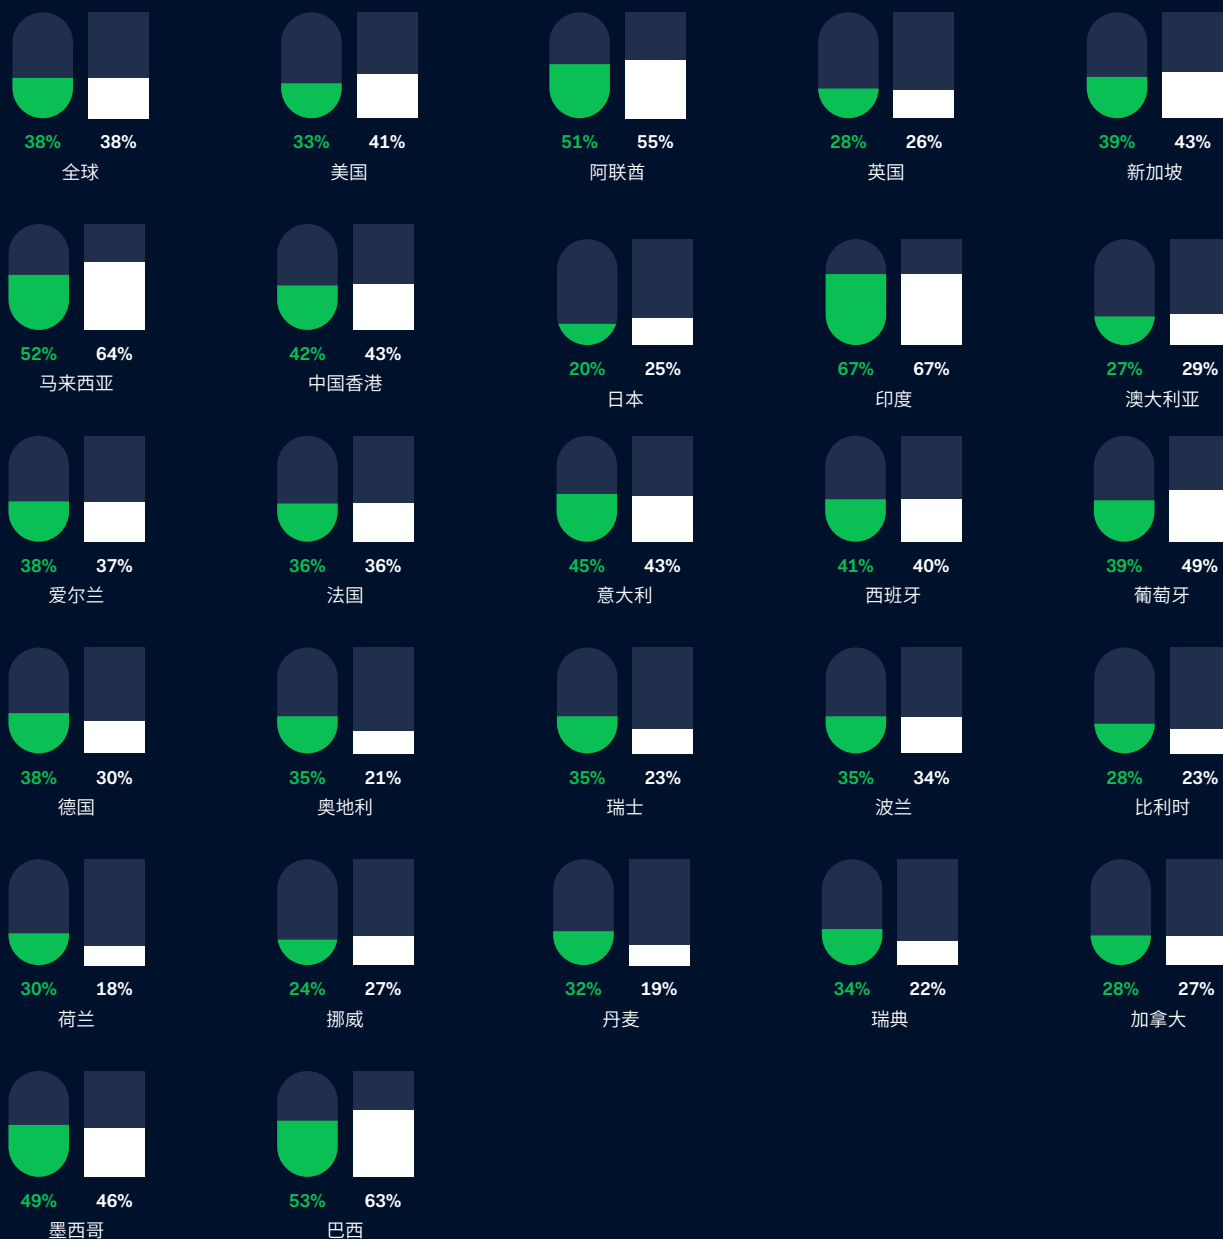 38% 38%
全球
33% 41%
美国
51% 55%
阿联酋
28% 26%
英国
39% 43%
新加坡
52% 64%
马来西亚
42% 43%
中国香港
20% 25%
日本
67% 67%
印度
27% 29%
澳大利亚
38% 37%
爱尔兰
36% 36%
法国
45% 43%
意大利
41% 40%
西班牙
39% 49%
葡萄牙
38% 30%
德国
35% 21%
奥地利
35% 23%
瑞士
35% 34%
波兰
28% 23%
比利时
30% 18%
荷兰
24% 27%
挪威
32% 19%
丹麦
34% 22%
瑞典
28% 27%
加拿大
49% 46%
墨西哥
53% 63%
巴西